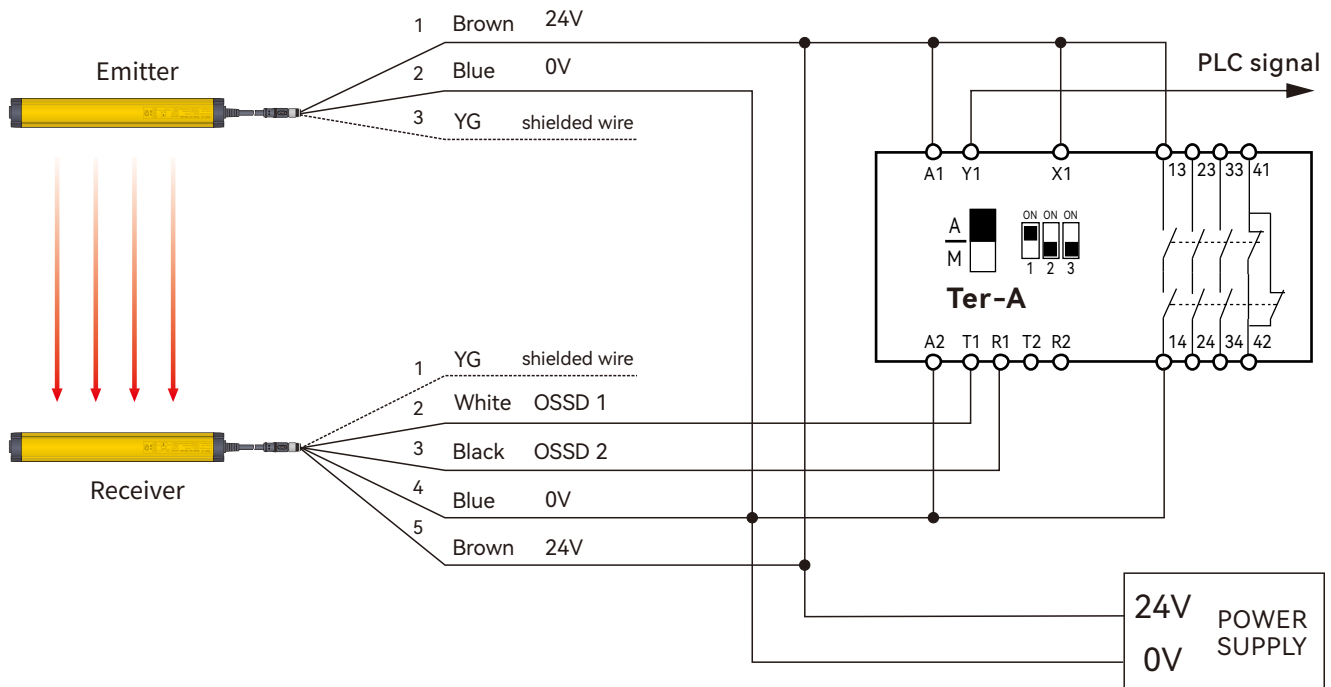 1 Brown 24V
2 Blue 0V
3 YG shielded wire
Emitter
PLC signal
A1 Y1 X1 13 23 33 41
A
M
ON ON ON
1 2 3
Ter-A
A2 T1 R1 T2 R2 14 24 34 42
1 YG shielded wire
2 White OSSD 1
3 Black OSSD 2
4 Blue 0V
5 Brown 24V
Receiver
24V
0V
POWER
SUPPLY